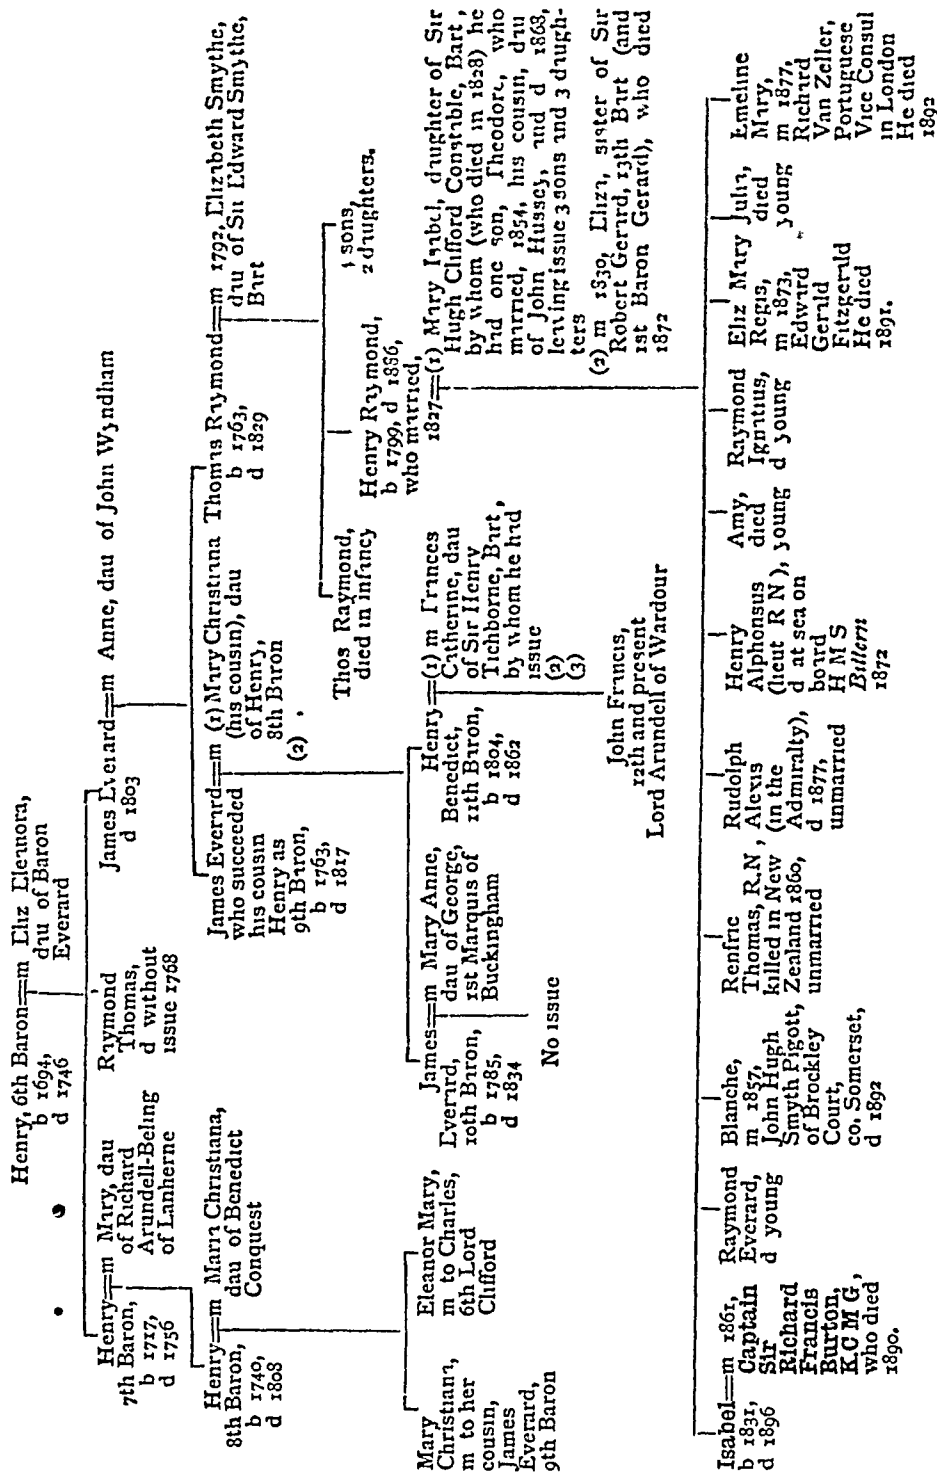 Henry, 6th Baron══m Eliz Eleanora,
b 1694, dau of Baron
d 1746 Everard
Henry══m Mary, dau
7th Baron, of Richard
b 1717, Arundell-Beling
d 1756 of Lanherne
Raymond
Thomas,
d without
issue 1768
James Everard══m Anne, dau of John Wyndham
d 1803
Henry══m Maria Christiana,
8th Baron, dau of Benedict
b 1740, Conquest
d 1808
James Everard══m (1) Mary Christina
who succeeded (his cousin), dau
his cousin of Henry,
Henry as 8th Baron
9th Baron, (2)
b 1763,
d 1817
Thomas Raymond══m 1792, Elizabeth Smythe,
b 1763, dau of Sir Edward Smythe,
d 1829 Bart
Mary
Christiana,
m to her
cousin,
James
Everard,
9th Baron
Eleanor Mary,
m to Charles,
6th Lord
Clifford
James══m Mary Anne,
Everard, dau of George,
10th Baron, 1st Marquis of
b 1785, Buckingham
d 1834
No issue
Henry══(1) m Frances
Benedict, Catherine, dau
11th Baron, of Sir Henry
b 1804, Tichborne, Bart,
d 1862 by whom he had
issue
(2)
(3)
John Francis,
12th and present
Lord Arundell of Wardour
Thos Raymond,
died in infancy
Henry Raymond,
b 1799, d 1886,
who married,
1827══(1) Mary Isabel, daughter of Sir
Hugh Clifford Constable, Bart,
by whom (who died in 1828) he
had one son, Theodore, who
married, 1854, his cousin, dau
of John Hussey, and d 1868,
leaving issue 3 sons and 3 daugh-
ters
(2) m 1830, Eliza, sister of Sir
Robert Gerard, 13th Bart (and
1st Baron Gerard), who died
1872
4 sons,
2 daughters.
Isabel══m 1861,
b 1831, Captain
d 1896 Sir
Richard
Francis
Burton,
K.C M G,
who died
1890.
Raymond
Everard,
d young
Blanche,
m 1857,
John Hugh
Smyth Pigott,
of Brockley
Court,
co. Somerset,
d 1892
Renfric
Thomas, R.N,
killed in New
Zealand 1860,
unmarried
Rudolph
Alexis
(in the
Admiralty),
d 1877,
unmarried
Henry
Alphonsus
(lieut R N),
d at sea on
board
H M S
Bittern
1872
Amy,
died
young
Raymond
Ignatius,
d young
Eliz Mary
Regis,
m 1873,
Edward
Gerald
Fitzgerald
He died
1891.
Julia,
died
young
Emeline
Mary,
m 1877,
Richard
Van Zeller,
Portuguese
Vice Consul
in London
He died
1892